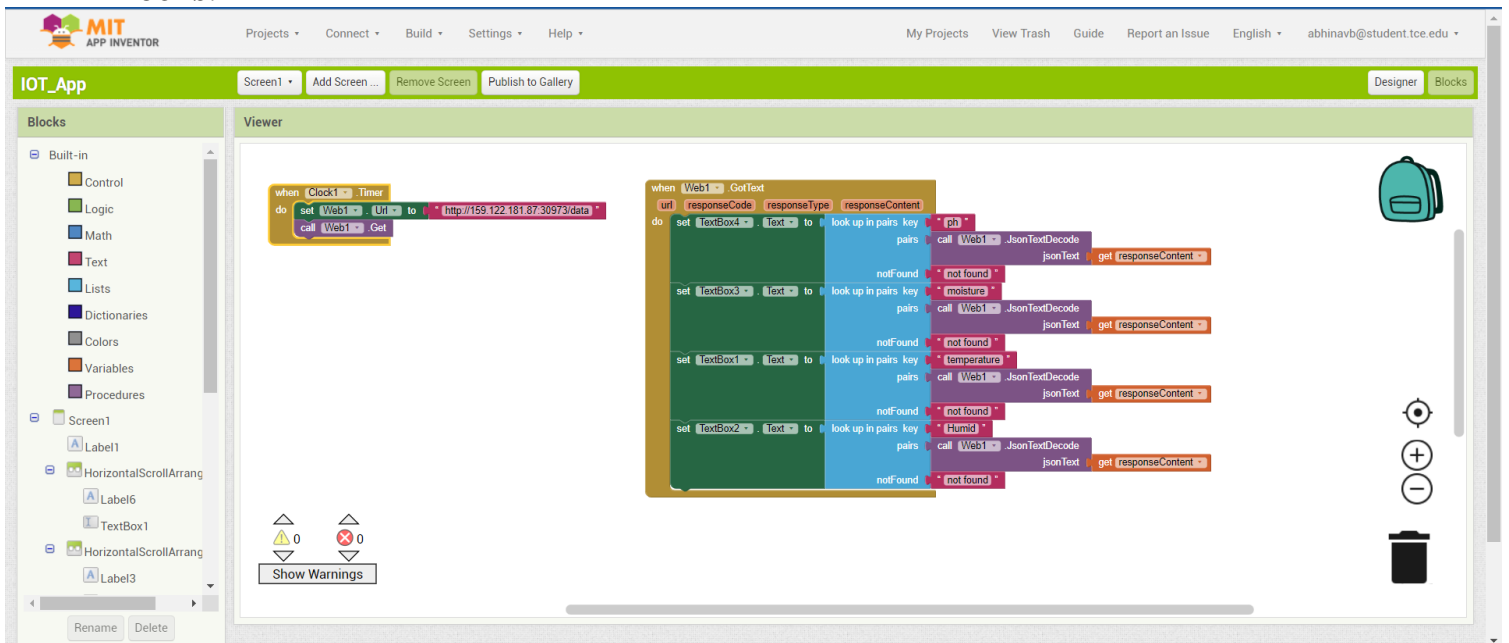 MIT
APP INVENTOR
Projects Connect Build Settings Help My Projects View Trash Guide Report an Issue English abhinavb@student.tce.edu
IOT_App Screen1 Add Screen ... Remove Screen Publish to Gallery Designer Blocks
Blocks
Built-in
Control
Logic
Math
Text
Lists
Dictionaries
Colors
Variables
Procedures
Screen1
Label1
HorizontalScrollArrang
Label6
TextBox1
HorizontalScrollArrang
Label3
Rename Delete
Viewer
when Clock1 .Timer
do set Web1 . Url to " http://159.122.181.87:30973/data "
call Web1 .Get
when Web1 .GotText
url responseCode responseType responseContent
do set TextBox4 . Text to look up in pairs key " ph "
pairs call Web1 .JsonTextDecode
jsonText get responseContent
notFound " not found "
set TextBox3 . Text to look up in pairs key " moisture "
pairs call Web1 .JsonTextDecode
jsonText get responseContent
notFound " not found "
set TextBox1 . Text to look up in pairs key " temperature "
pairs call Web1 .JsonTextDecode
jsonText get responseContent
notFound " not found "
set TextBox2 . Text to look up in pairs key " Humid "
pairs call Web1 .JsonTextDecode
jsonText get responseContent
notFound " not found "
0 0
Show Warnings